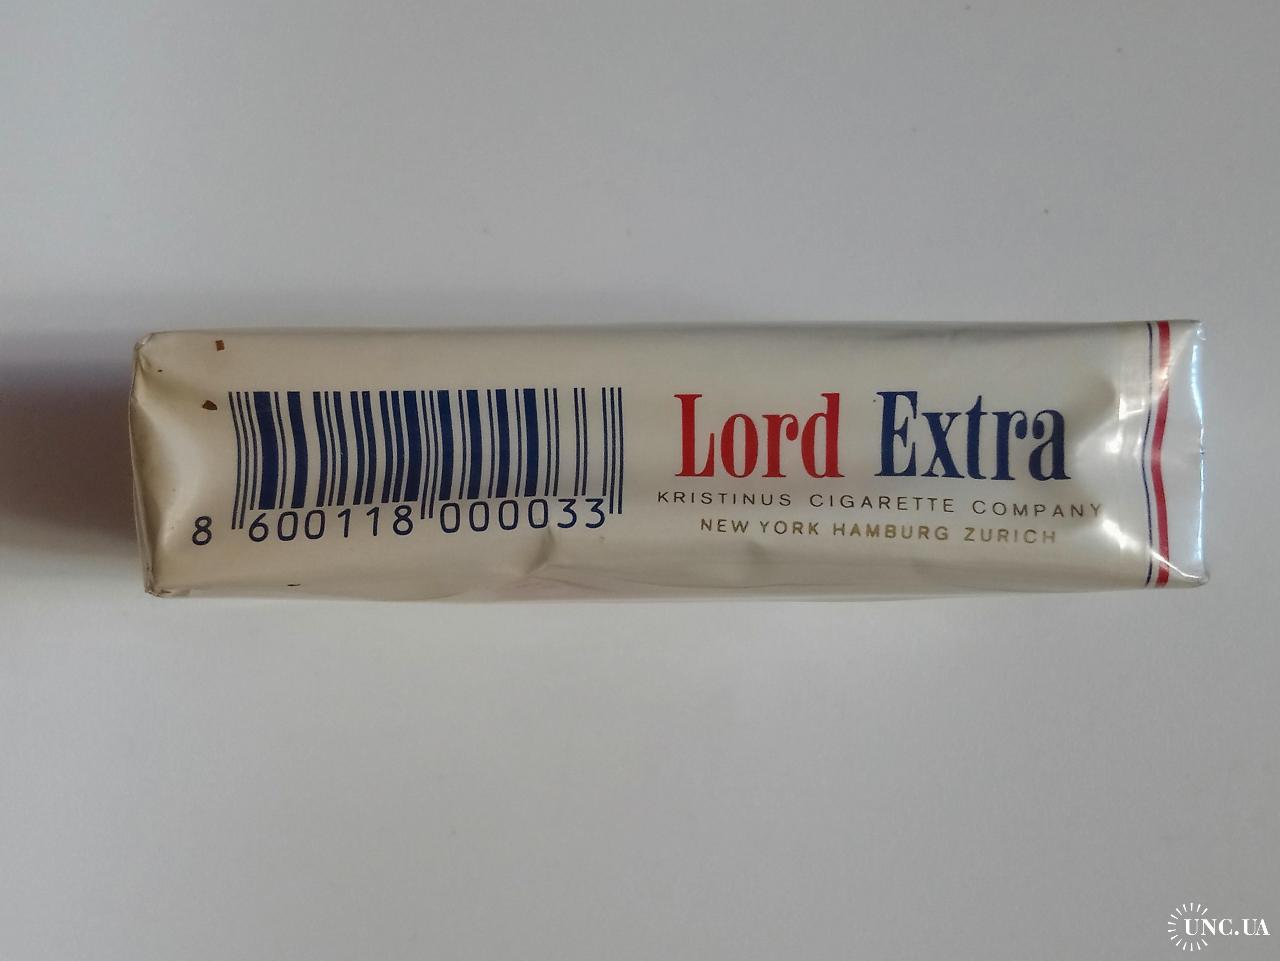 Lord Extra
KRISTINUS CIGARETTE COMPANY
NEW YORK HAMBURG ZURICH
8 600118 000033
UNC.UA